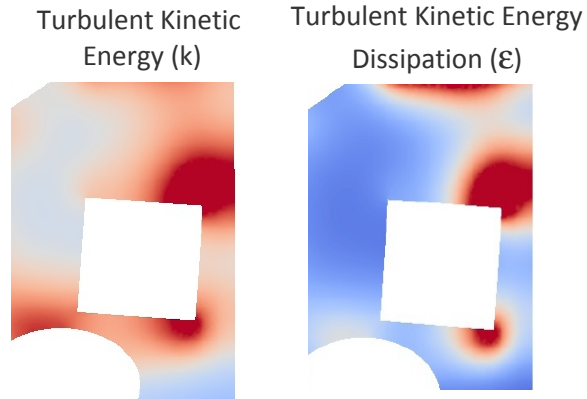 Turbulent Kinetic
Energy (k)
Turbulent Kinetic Energy
Dissipation (ε)